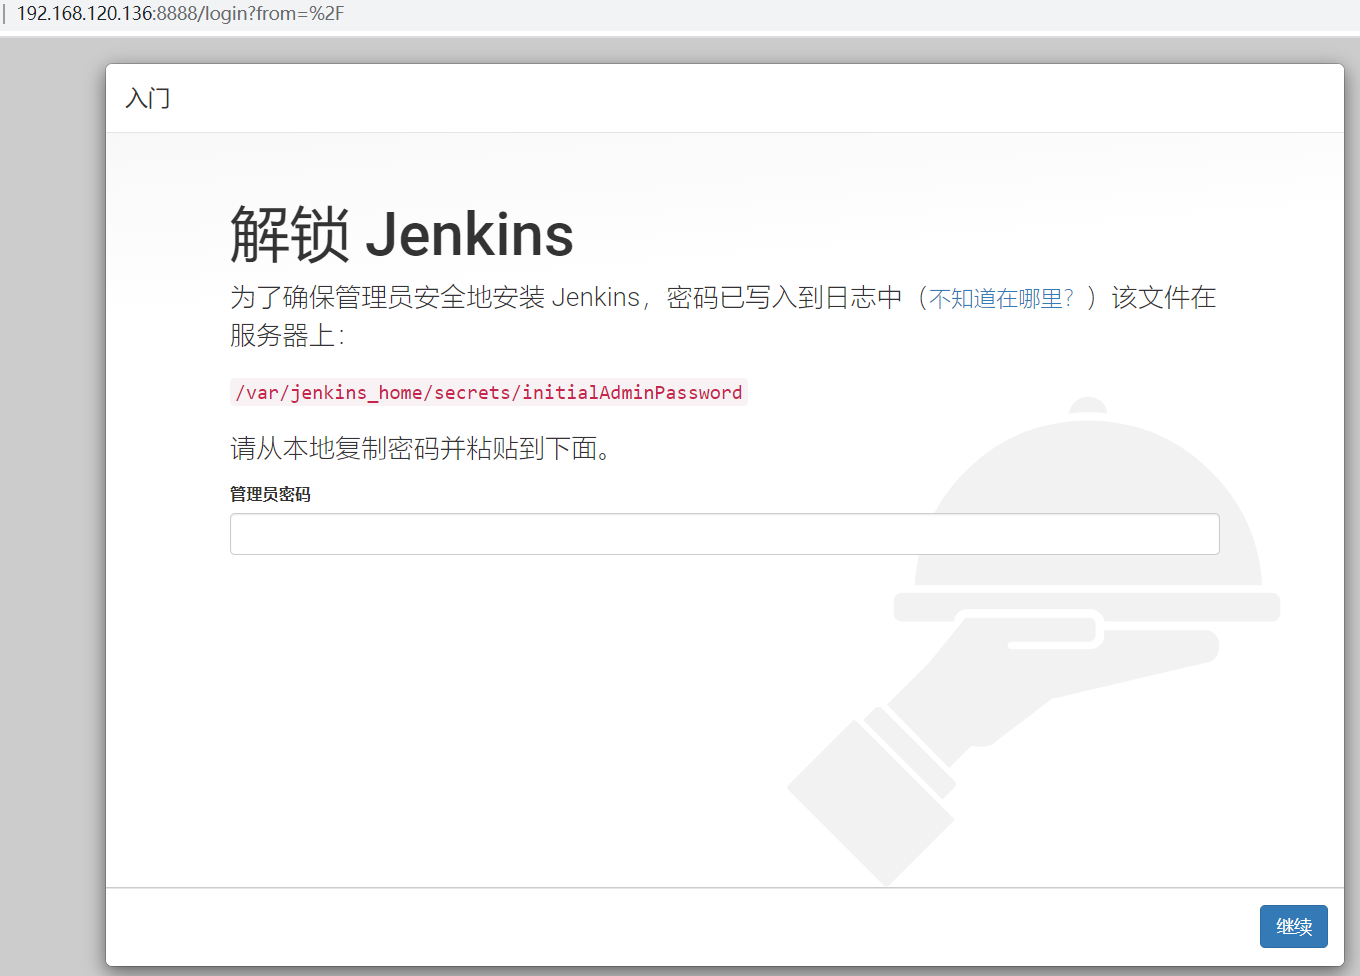 192.168.120.136:8888/login?from=%2F
入门
解锁 Jenkins
为了确保管理员安全地安装 Jenkins，密码已写入到日志中（不知道在哪里？）该文件在
服务器上：
/var/jenkins_home/secrets/initialAdminPassword
请从本地复制密码并粘贴到下面。
管理员密码
继续